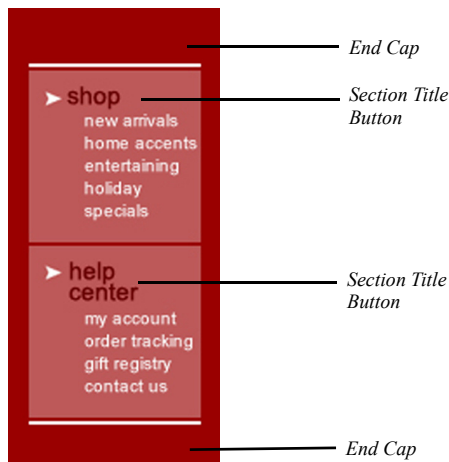 End Cap
shop
Section Title
Button
new arrivals
home accents
entertaining
holiday
specials
help
center
Section Title
Button
my account
order tracking
gift registry
contact us
End Cap